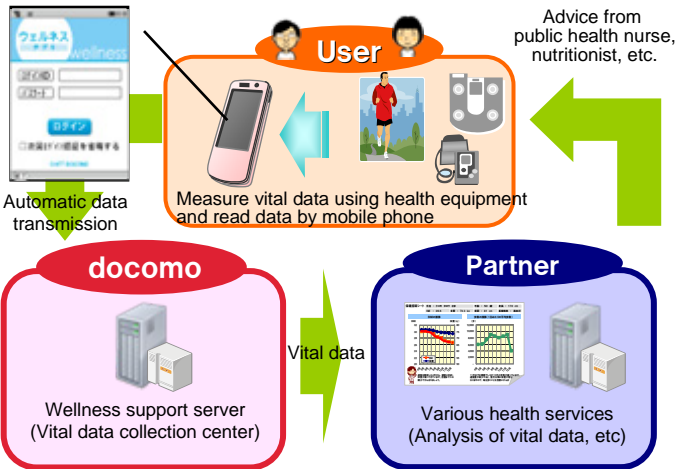 ウェルネス
wellness
ログイン
User
Advice from
public health nurse,
nutritionist, etc.
Measure vital data using health equipment
and read data by mobile phone
Automatic data
transmission
docomo
Partner
Vital data
Wellness support server
(Vital data collection center)
Various health services
(Analysis of vital data, etc)